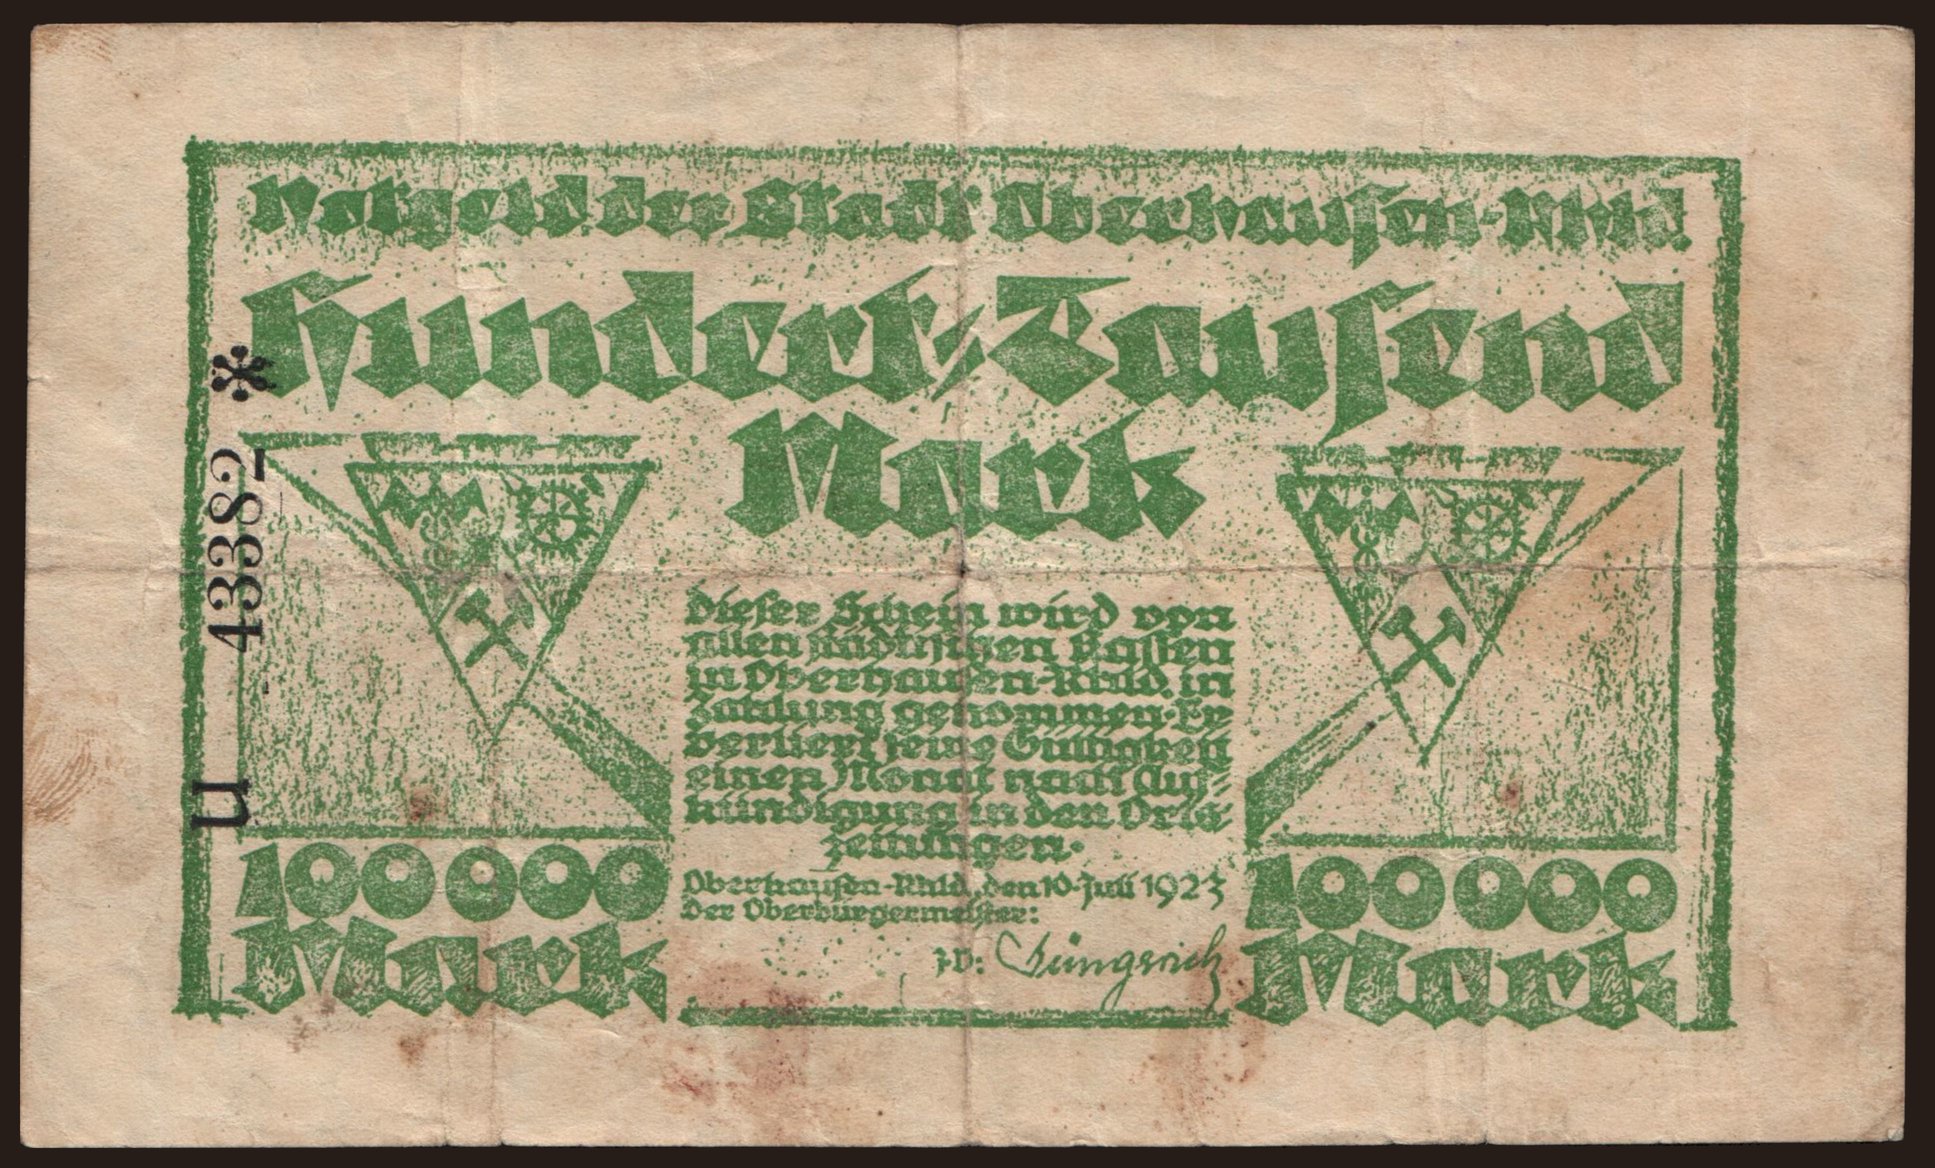 Notgeld der Stadt Oberhausen-Rhld.
Hundert-Tausend
Mark
Dieser Schein wird von
allen städtischen Kassen
in Oberhausen-Rhld. in
Zahlung genommen. Er
verliert seine Gültigkeit
einen Monat nach Auf-
kündigung in den Orts-
zeitungen.
Oberhausen-Rhld., den 10. Juli 1923
Der Oberbürgermeister:
J.V.: Düngerich
100000
Mark
100000
Mark
U 43382 *